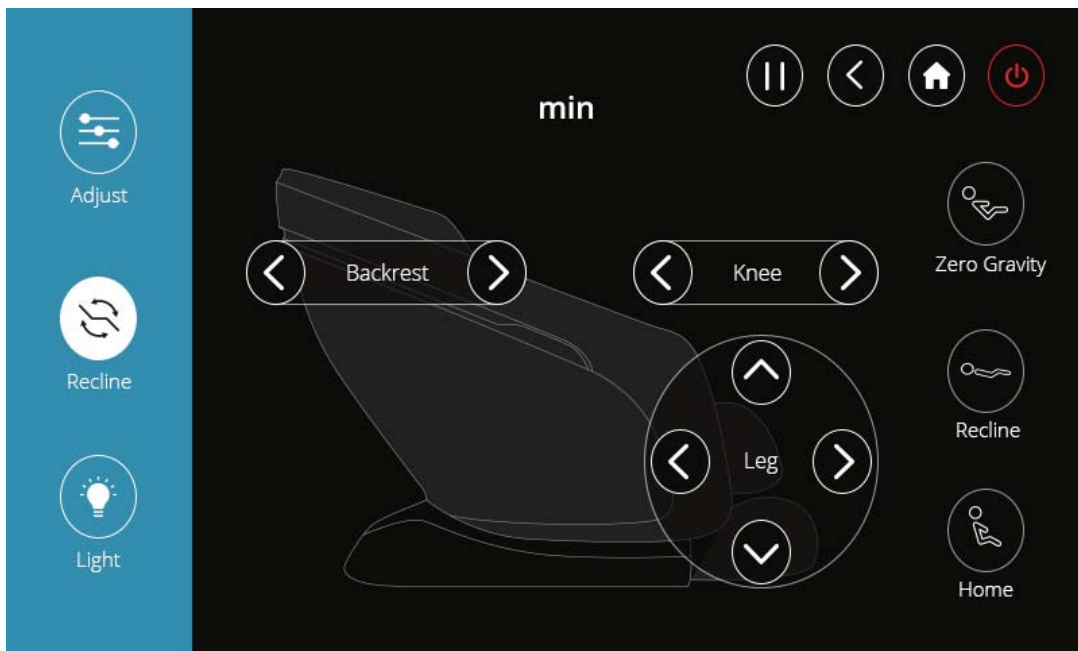 min
Adjust
Backrest
Knee
Zero Gravity
Recline
Leg
Recline
Light
Home